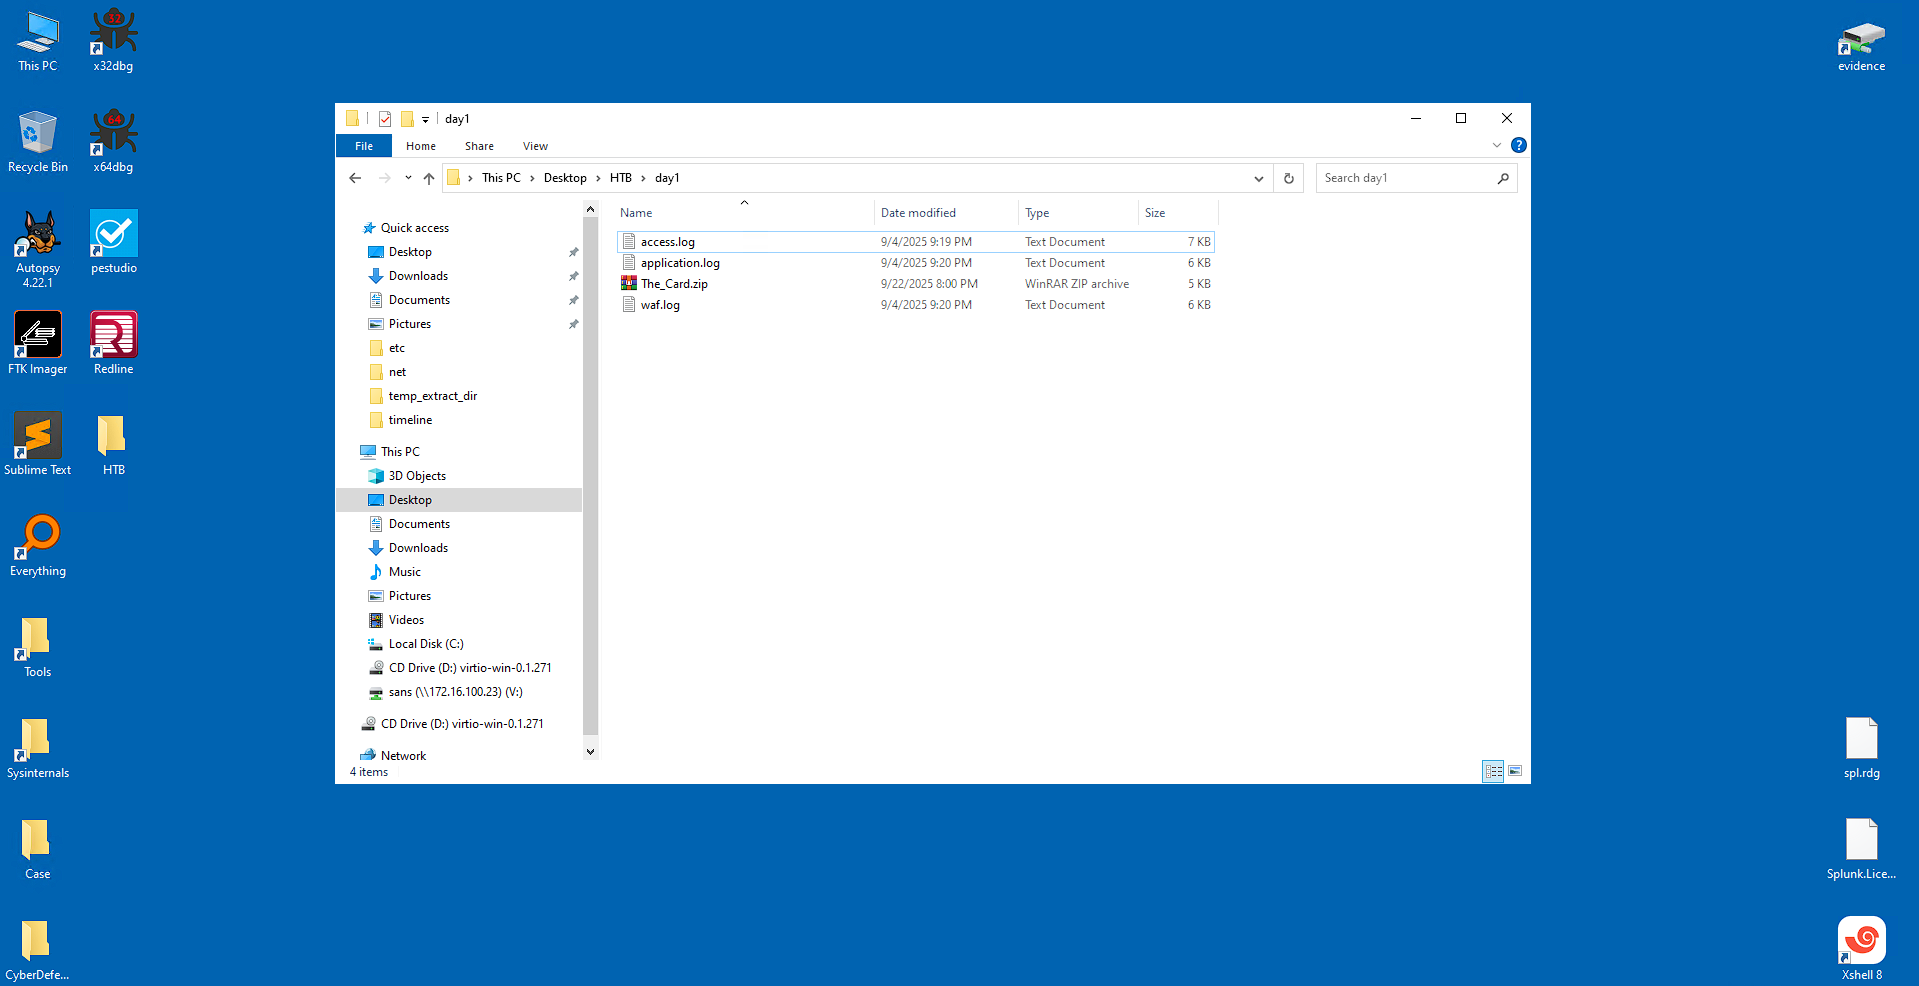 This PC
x32dbg
evidence
Recycle Bin
x64dbg
Autopsy
4.22.1
pestudio
FTK Imager
Redline
Sublime Text
HTB
Everything
Tools
Sysinternals
Case
CyberDefe...
spl.rdg
Splunk.Lice...
Xshell 8
32
64
day1
File
Home
Share
View
?
This PC
Desktop
HTB
day1
Search day1
Name
Date modified
Type
Size
access.log 9/4/2025 9:19 PM Text Document 7 KB
application.log 9/4/2025 9:20 PM Text Document 6 KB
The_Card.zip 9/22/2025 8:00 PM WinRAR ZIP archive 5 KB
waf.log 9/4/2025 9:20 PM Text Document 6 KB
Quick access
Desktop
Downloads
Documents
Pictures
etc
net
temp_extract_dir
timeline
This PC
3D Objects
Desktop
Documents
Downloads
Music
Pictures
Videos
Local Disk (C:)
CD Drive (D:) virtio-win-0.1.271
sans (\\172.16.100.23) (V:)
CD Drive (D:) virtio-win-0.1.271
Network
4 items